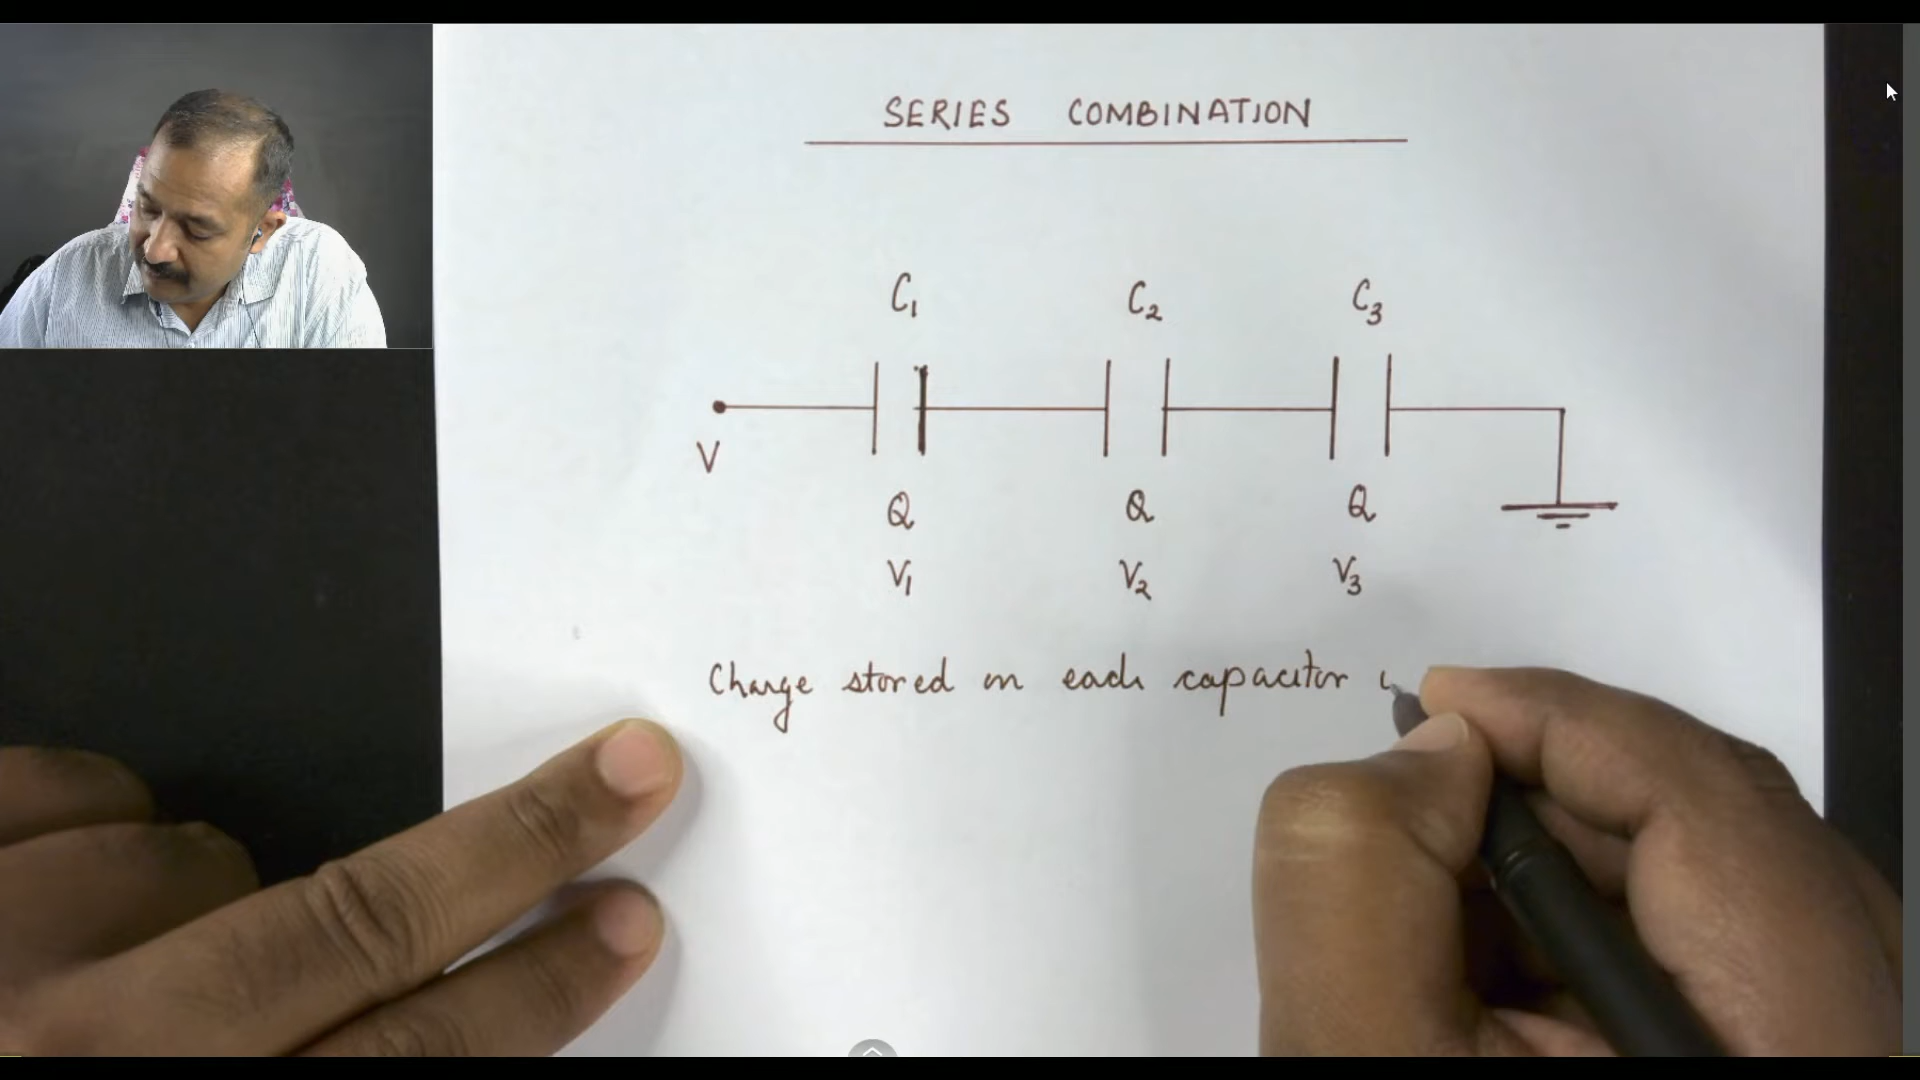 SERIES COMBINATION
C₁ C₂ C₃
V
Q Q Q
V₁ V₂ V₃
Charge stored on each capacitor